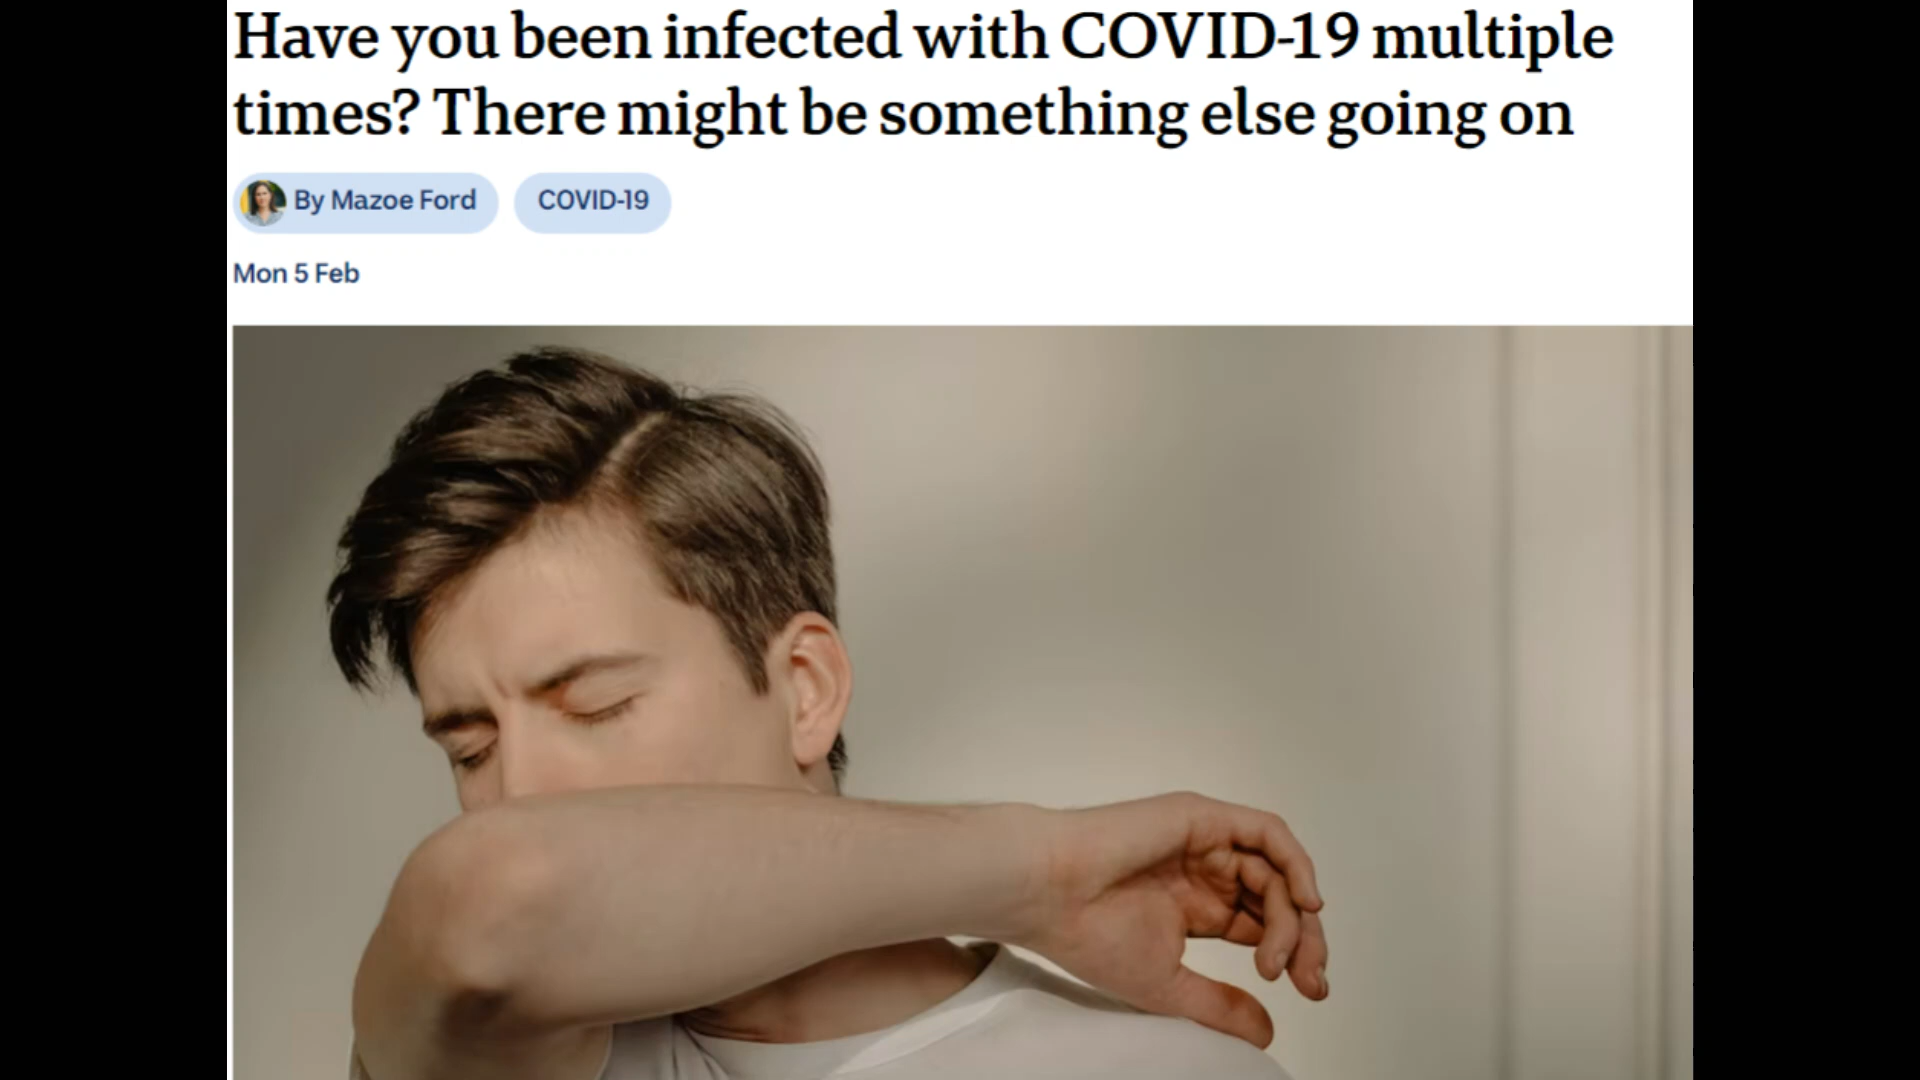 Have you been infected with COVID-19 multiple
times? There might be something else going on
By Mazoe Ford
COVID-19
Mon 5 Feb